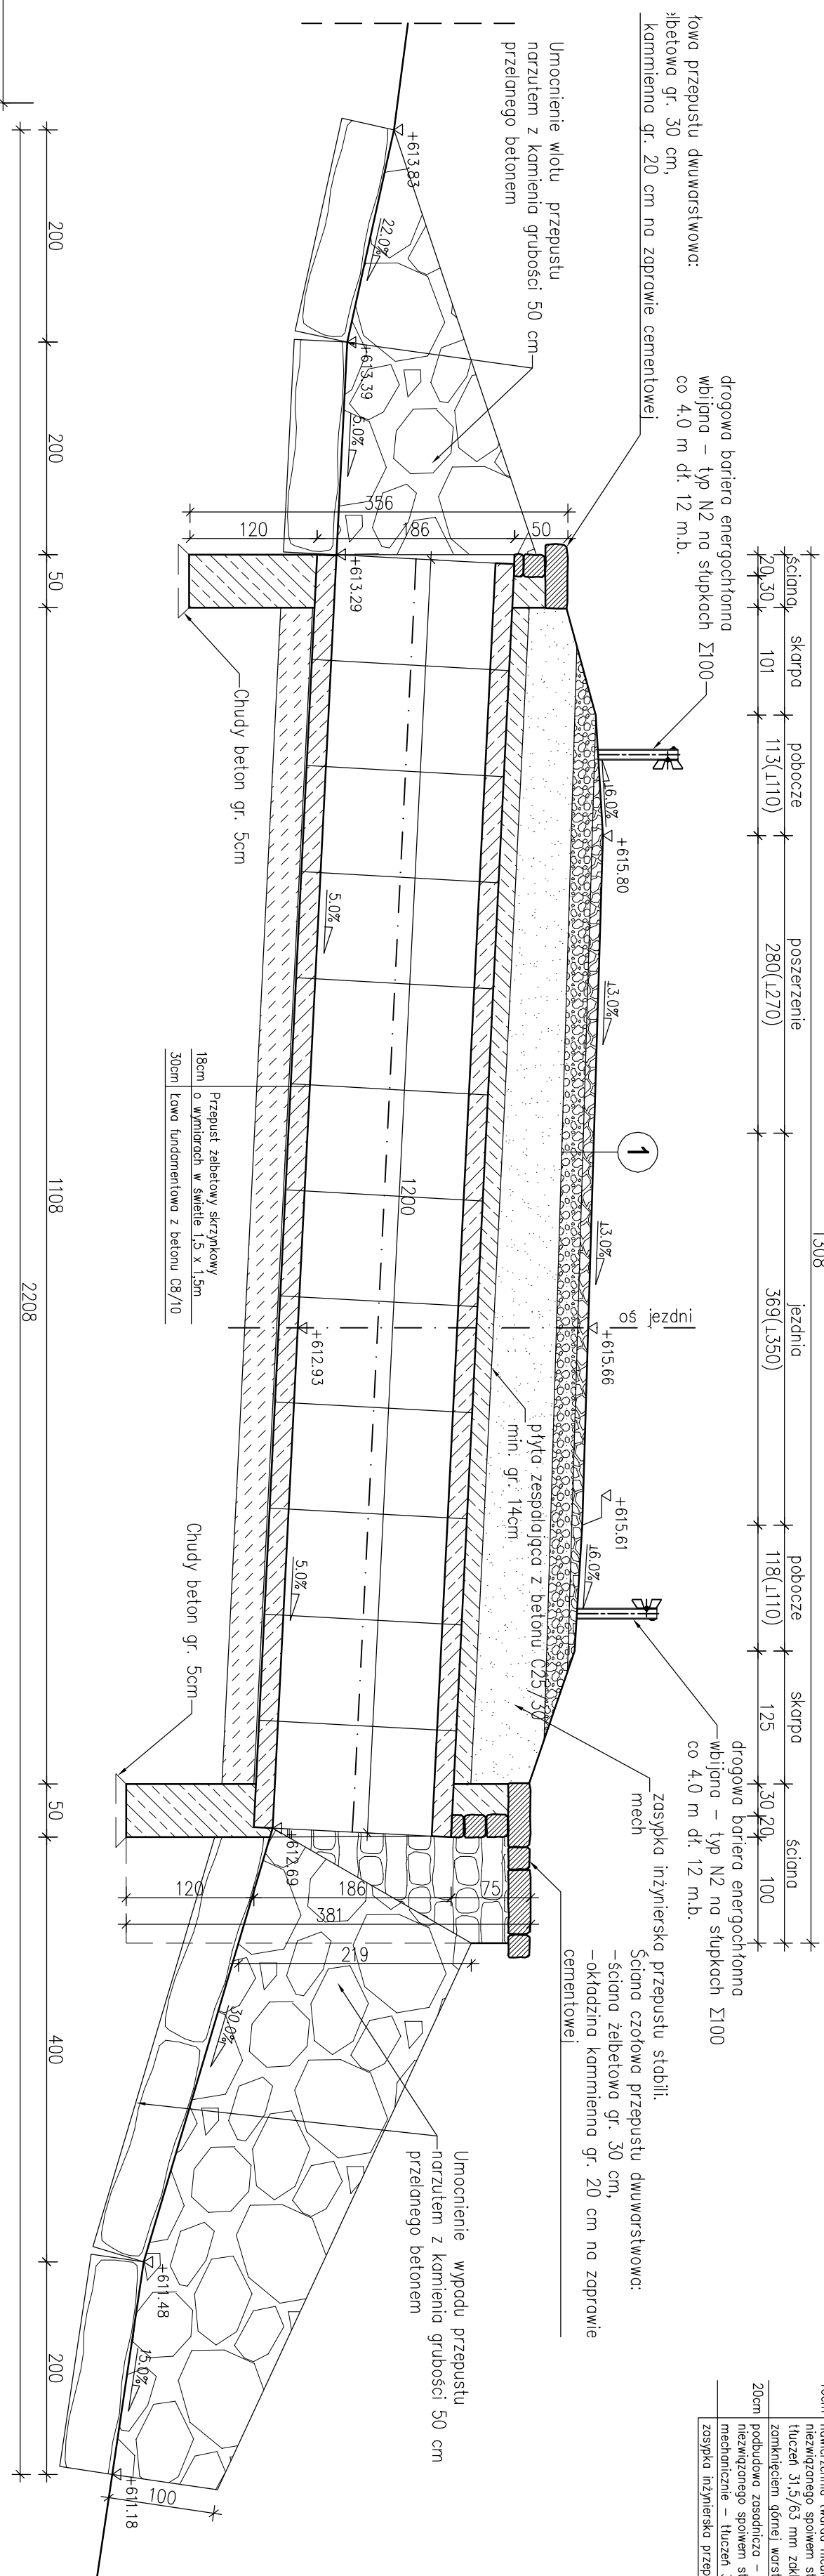 łowa przepustu dwuwarstwowa:
elbetowa gr. 30 cm,
kammienna gr. 20 cm na zaprawie cementowej
Umocnienie wlotu przepustu
narzutem z kamienia grubości 50 cm
przelanego betonem
drogowa bariera energochłonna
wbijana – typ N2 na słupkach Σ100
co 4.0 m dł. 12 m.b.
1308
ściana
skarpa
pobocze
poszerzenie
jezdnia
pobocze
skarpa
ściana
20
30
101
113(⊥110)
280(⊥270)
369(⊥350)
118(⊥110)
125
30
20
100
+613.83
22.0%
+613.39
5.0%
+613.29
356
120
186
50
⊥6.0%
+615.80
⊥3.0%
1
⊥3.0%
oś jezdni
+615.66
+615.61
⊥6.0%
5.0%
1200
+612.93
5.0%
Chudy beton gr. 5cm
Przepust żelbetowy skrzynkowy
18cm o wymiarach w świetle 1,5 x 1,5m
30cm Ława fundamentowa z betonu C8/10
płyta zespalająca z betonu C25/30
min. gr. 14cm
Chudy beton gr. 5cm
drogowa bariera energochłonna
wbijana – typ N2 na słupkach Σ100
co 4.0 m dł. 12 m.b.
zasypka inżynierska przepustu stabili.
mech
Ściana czołowa przepustu dwuwarstwowa:
–ściana żelbetowa gr. 30 cm,
–okładzina kammienna gr. 20 cm na zaprawie
cementowej
+612.69
120
186
75
381
219
30.0%
Umocnienie wypadu przepustu
narzutem z kamienia grubości 50 cm
przelanego betonem
+611.48
15.0%
+611.18
100
200
200
50
1108
50
400
200
2208
niezwiązanego spoiwem st
tłuczeń 31,5/63 mm zak
zamknięciem górnej warst
20cm podbudowa zasadnicza –
niezwiązanego spoiwem st
mechanicznie – tłuczeń
zasypka inżynierska przep